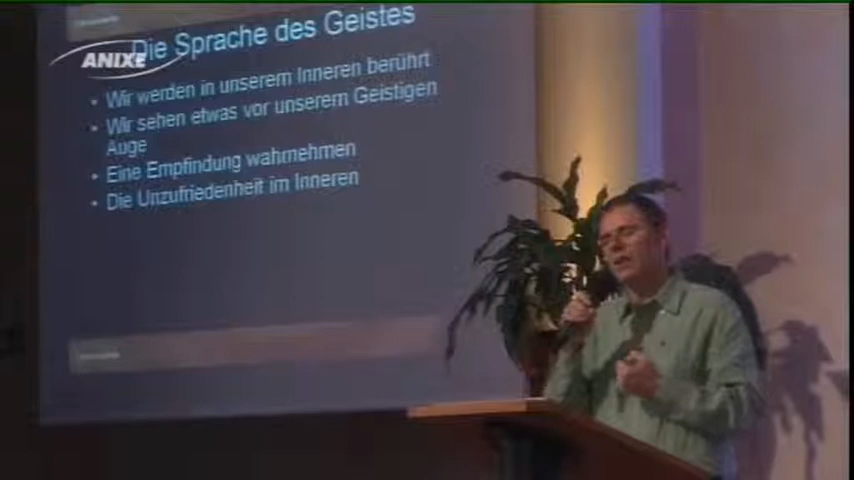 Die Sprache des Geistes
ANIXE
• Wir werden in unserem Inneren berührt
• Wir sehen etwas vor unserem Geistigen
Auge
• Eine Empfindung wahrnehmen
• Die Unzufriedenheit im Inneren